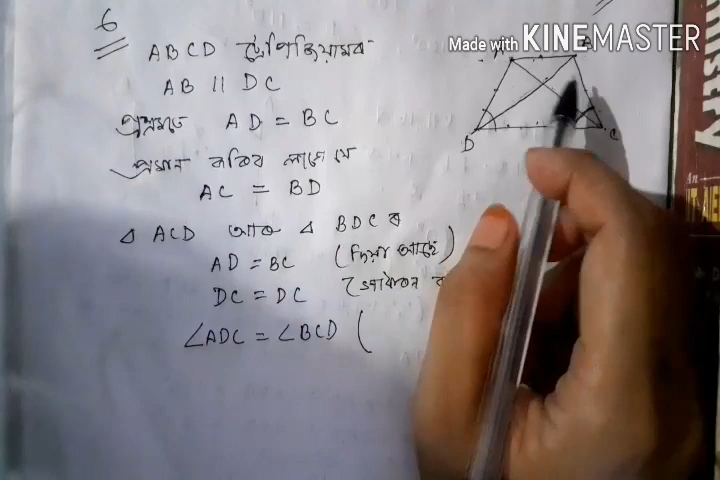 Made with KINEMASTER
6
ABCD ট্ৰেপিজিয়ামৰ
AB || DC
প্ৰশ্নমতে AD = BC
প্ৰমাণ কৰিব লাগে যে
AC = BD
Δ ACD আৰু Δ BDC ৰ
AD = BC (দিয়া আছে)
DC = DC (
∠ADC = ∠BCD (
D
C